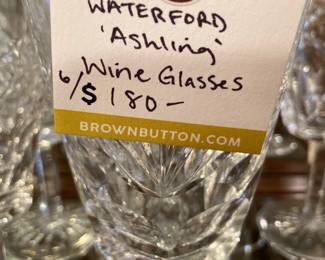 WATERFORD
'Ashling'
Wine Glasses
6/$180-
BROWNBUTTON.COM